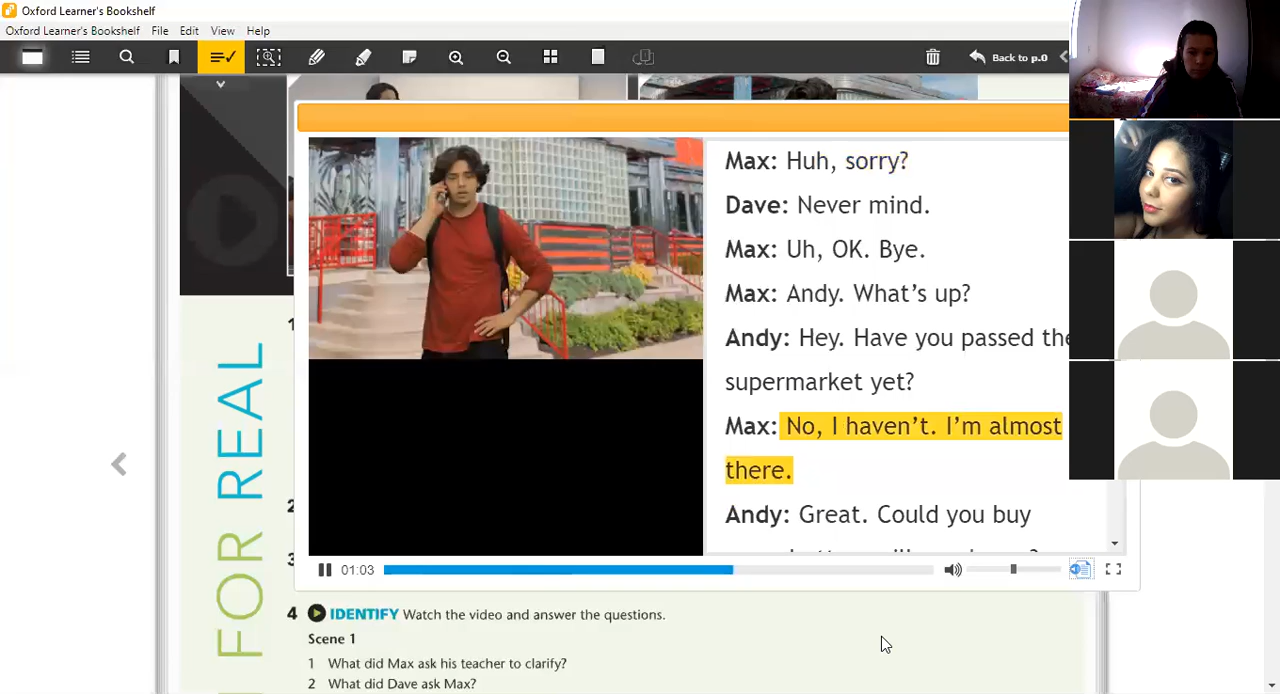 Oxford Learner's Bookshelf
Oxford Learner's Bookshelf File Edit View Help
Back to p.0
Max: Huh, sorry?
Dave: Never mind.
Max: Uh, OK. Bye.
Max: Andy. What's up?
Andy: Hey. Have you passed the
supermarket yet?
Max: No, I haven't. I'm almost
there.
Andy: Great. Could you buy
01:03
FOR REAL
1
2
3
4 IDENTIFY Watch the video and answer the questions.
Scene 1
1 What did Max ask his teacher to clarify?
2 What did Dave ask Max?